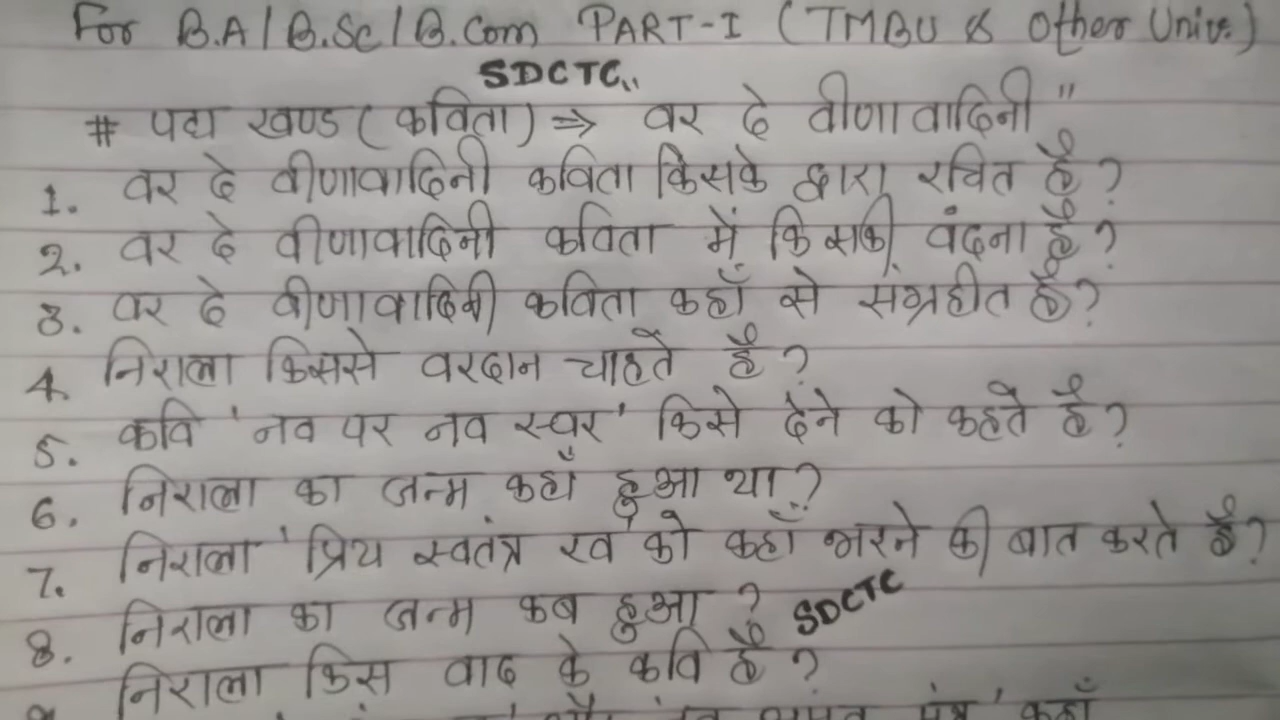 For B.A/B.Sc/B.Com PART-I (TMBU & Other Univ.)
SDCTC
# पद्य खण्ड (कविता) ⇒ "वर दे वीणावादिनी"
1. वर दे वीणावादिनी कविता किसके द्वारा रचित है?
2. वर दे वीणावादिनी कविता में किसकी वंदना है?
3. वर दे वीणावादिनी कविता कहाँ से संग्रहीत है?
4. निराला किससे वरदान चाहते हैं?
5. कवि 'नव पर नव स्वर' किसे देने को कहते हैं?
6. निराला का जन्म कहाँ हुआ था?
7. निराला 'प्रिय स्वतंत्र रव को कहाँ भरने की बात करते हैं?
8. निराला का जन्म कब हुआ?
SDCTC
9. निराला किस वाद के कवि हैं?
कहाँ